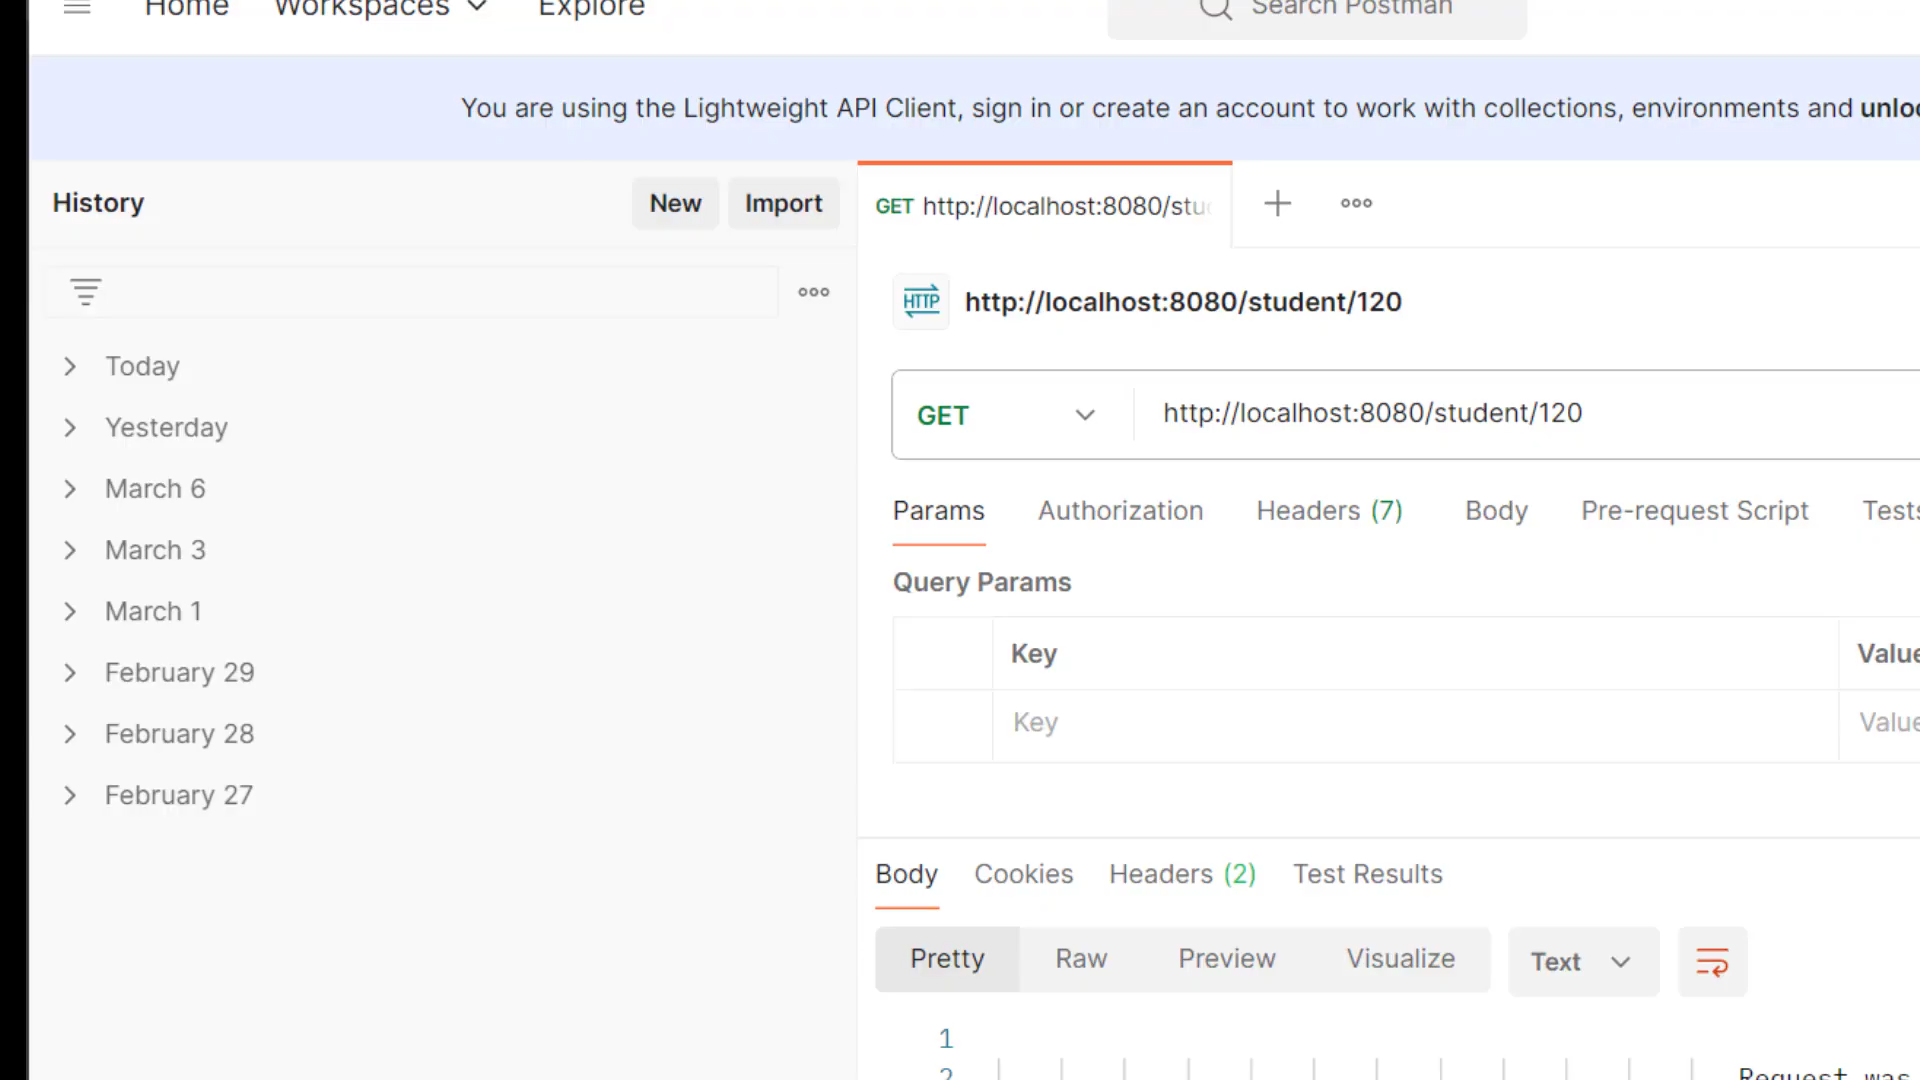 Home Workspaces Explore Search Postman
You are using the Lightweight API Client, sign in or create an account to work with collections, environments and
History New Import
GET http://localhost:8080/stu
HTTP http://localhost:8080/student/120
Today
Yesterday
March 6
March 3
March 1
February 29
February 28
February 27
GET http://localhost:8080/student/120
Params Authorization Headers (7) Body Pre-request Script Tests
Query Params
Key Value
Key Value
Body Cookies Headers (2) Test Results
Pretty Raw Preview Visualize Text
1
2 Request was